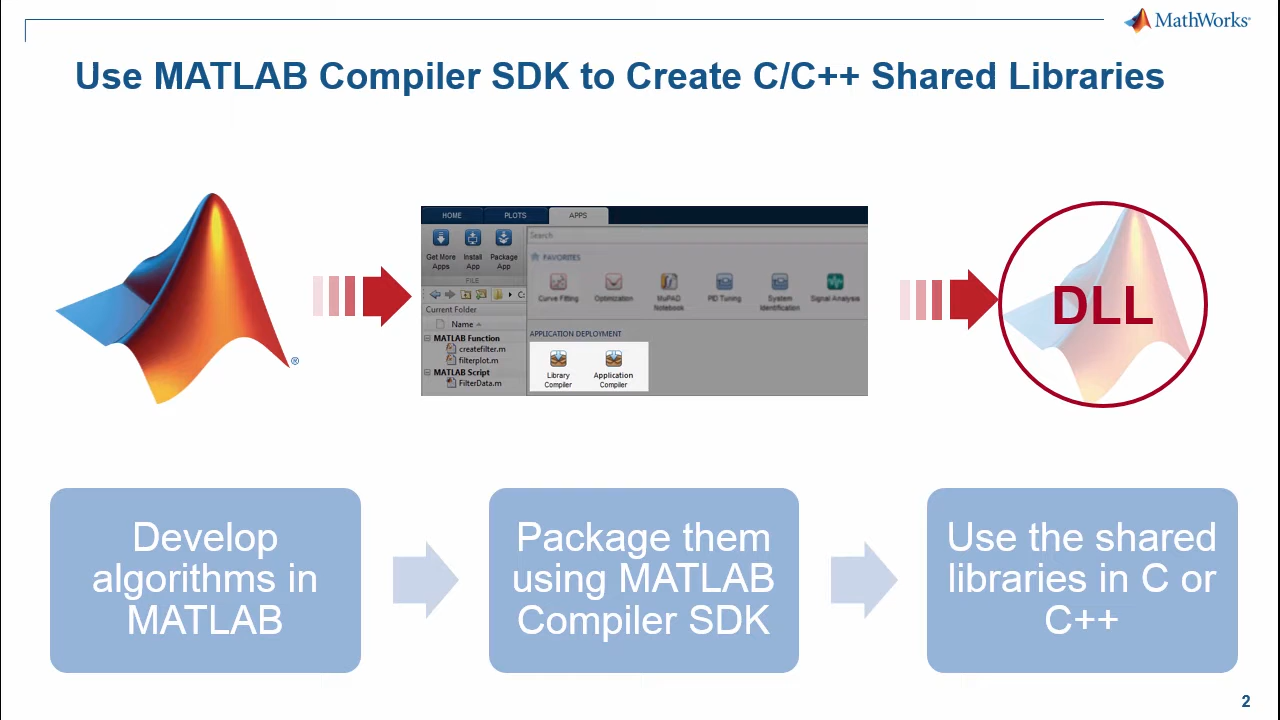 MathWorks®
Use MATLAB Compiler SDK to Create C/C++ Shared Libraries
®
HOME PLOTS APPS
Get More Apps
Install App
Package App
FILE
Search
FAVORITES
Curve Fitting
Optimization
MuPAD Notebook
PID Tuning
System Identification
Signal Analysis
C:
Current Folder
Name
MATLAB Function
createfilter.m
filterplot.m
MATLAB Script
FilterData.m
APPLICATION DEPLOYMENT
Library Compiler
Application Compiler
DLL
Develop
algorithms in
MATLAB
Package them
using MATLAB
Compiler SDK
Use the shared
libraries in C or
C++
2